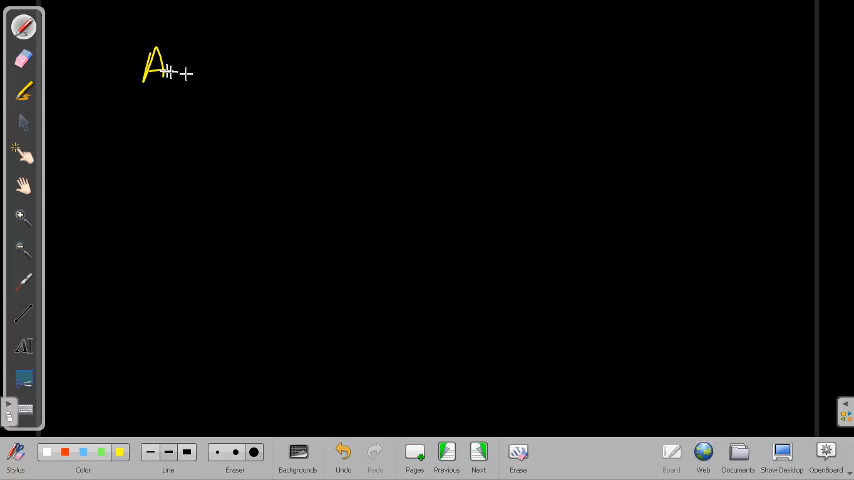 A
Stylus
Color
Line
Eraser
Backgrounds
Undo
Redo
Pages
Previous
Next
Erase
Board
Web
Documents
Show Desktop
OpenBoard